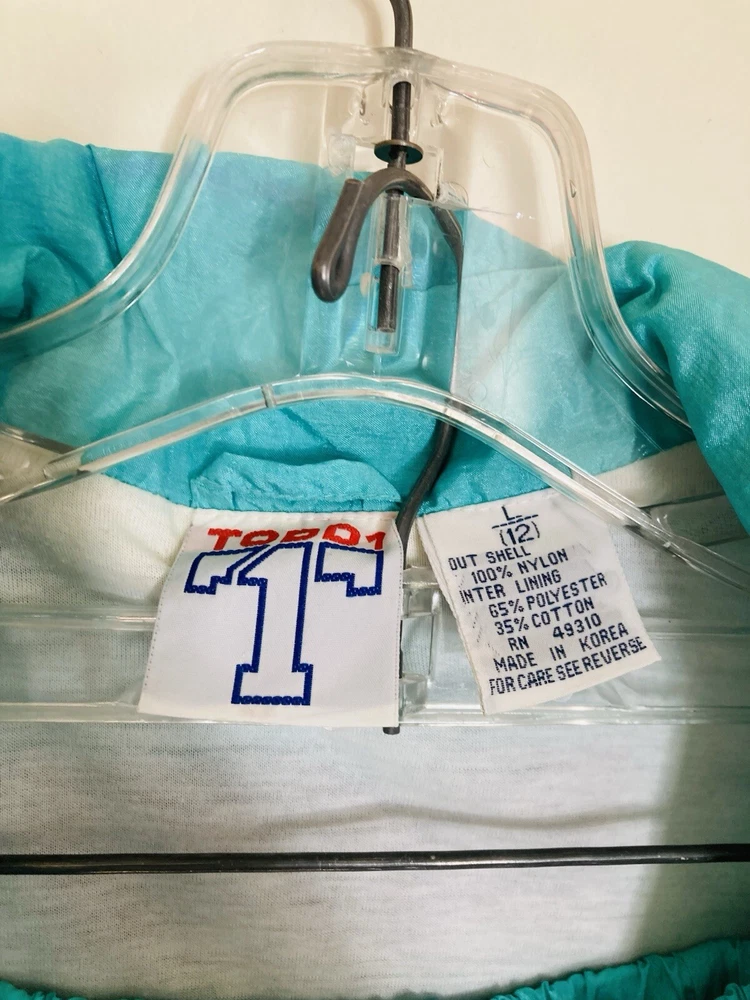 TOPO1
T
L
(12)
OUT SHELL
100% NYLON
INTER LINING
65% POLYESTER
35% COTTON
RN 49310
MADE IN KOREA
FOR CARE SEE REVERSE